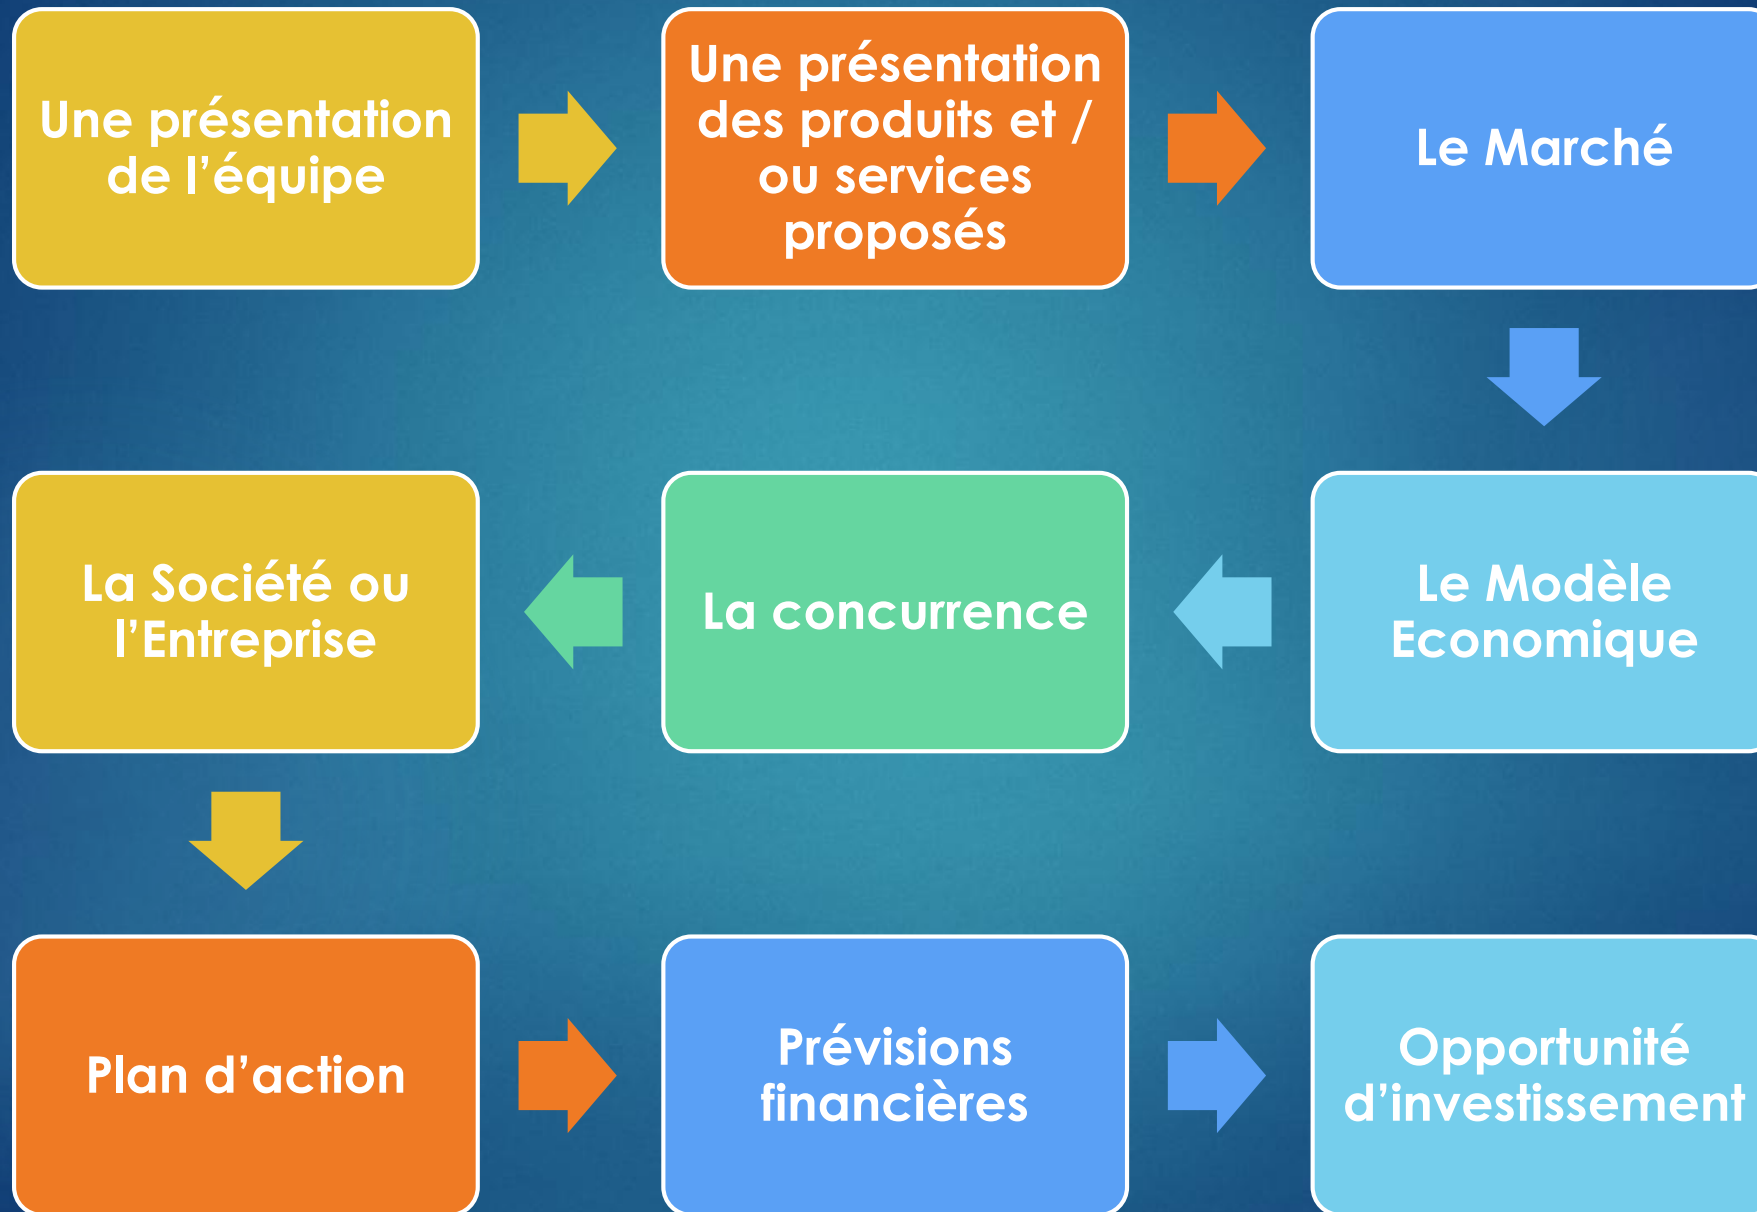 Une présentation
de l’équipe
Une présentation
des produits et /
ou services
proposés
Le Marché
Le Modèle
Economique
La concurrence
La Société ou
l’Entreprise
Plan d’action
Prévisions
financières
Opportunité
d’investissement